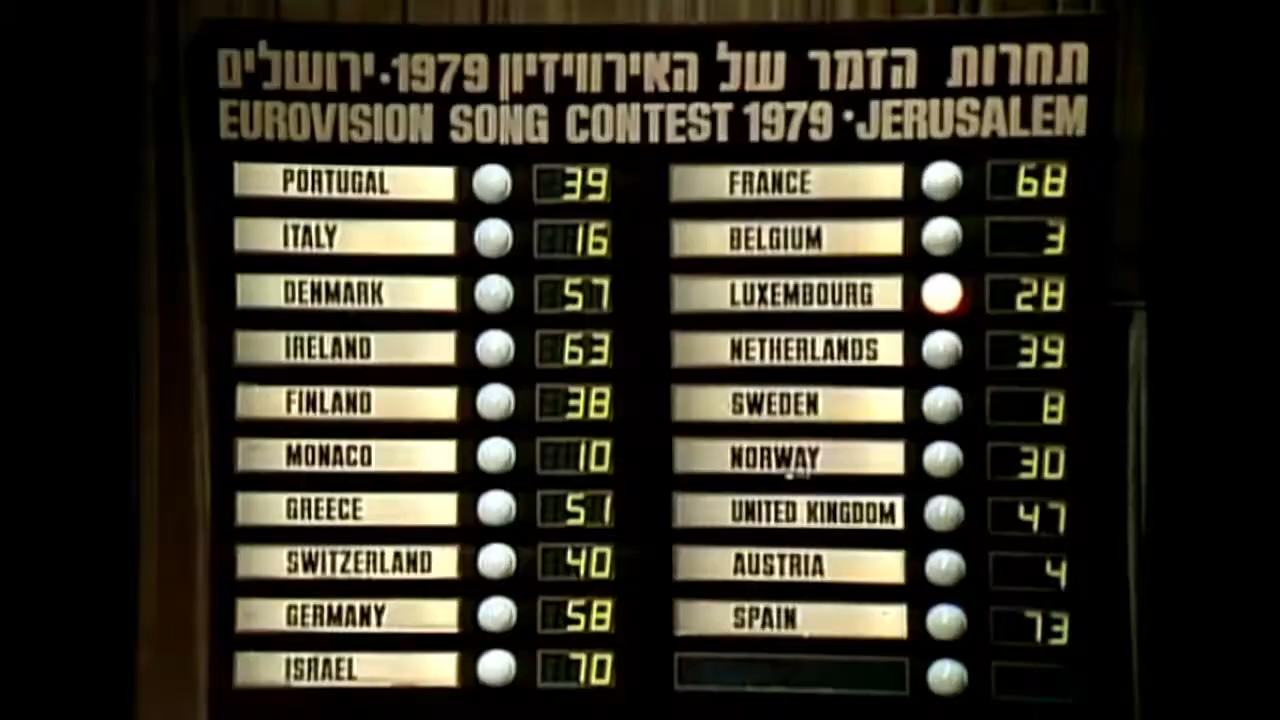 תחרות הזמר של האירוויזיון 1979 · ירושלים
EUROVISION SONG CONTEST 1979 · JERUSALEM
PORTUGAL 39
ITALY 16
DENMARK 57
IRELAND 63
FINLAND 38
MONACO 10
GREECE 51
SWITZERLAND 40
GERMANY 58
ISRAEL 70
FRANCE 68
BELGIUM 3
LUXEMBOURG 28
NETHERLANDS 39
SWEDEN 8
NORWAY 30
UNITED KINGDOM 47
AUSTRIA 4
SPAIN 73